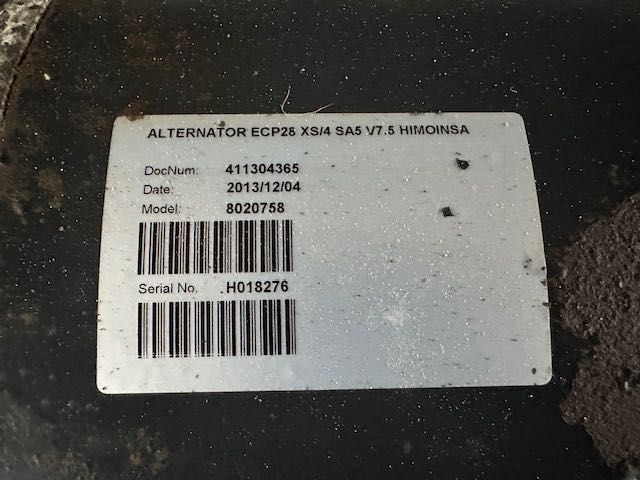 ALTERNATOR ECP28 XS/4 SA5 V7.5 HIMOINSA
DocNum: 411304365
Date: 2013/12/04
Model: 8020758
Serial No. .H018276